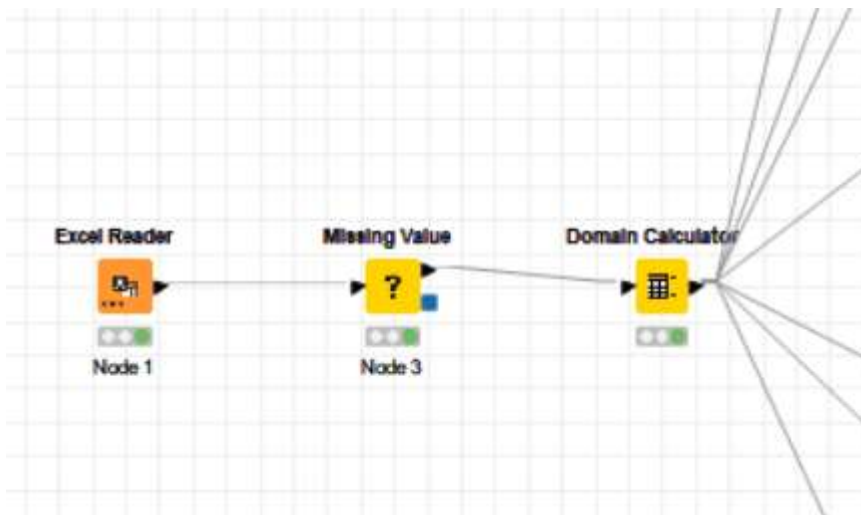 Excel Reader
Missing Value
Domain Calculator
?
Node 1
Node 3